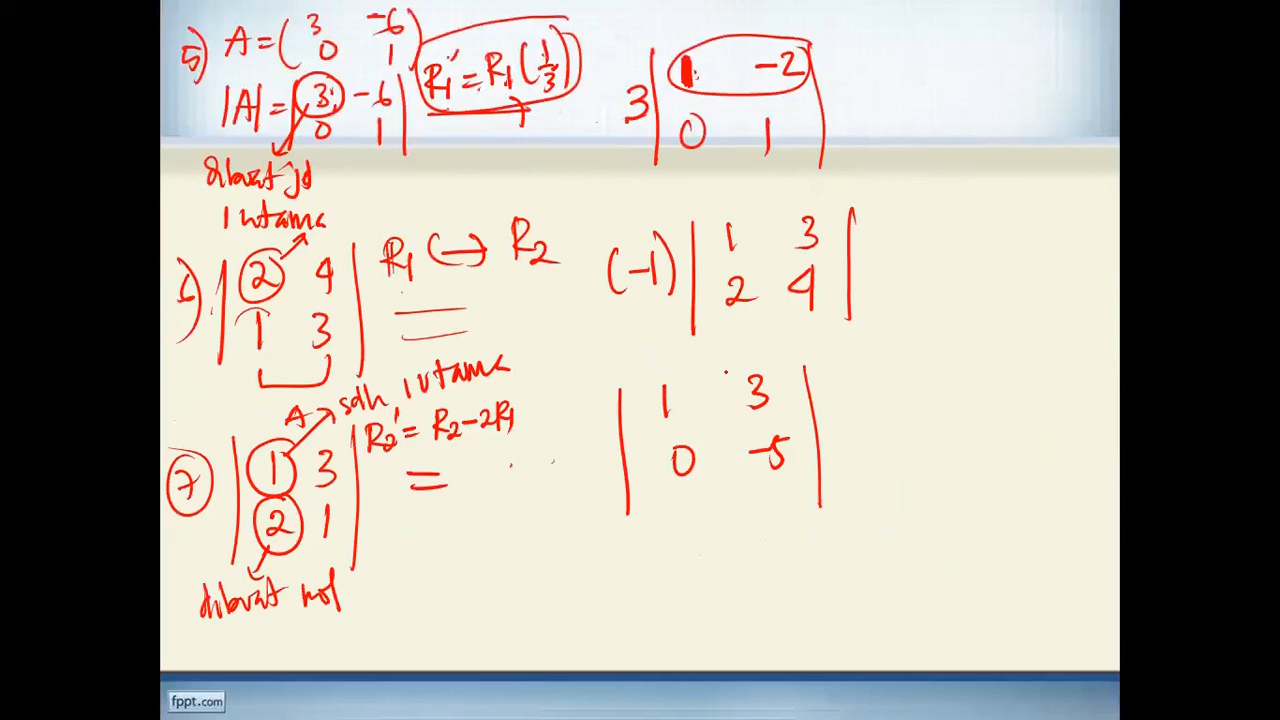 5) A = ( 3 -6
0 1 )
|A| = | 3 -6
0 1 | R₁' = R₁(1/3) 3 | 1 -2
0 1 |
dibuat jd
1 utama
6) | 2 4
1 3 | R₁ ↔ R₂ = (-1) | 1 3
2 4 |
sdh 1 utama
7) | 1 3
2 1 | R₂' = R₂ - 2R₁ = | 1 3
0 -5 |
dibuat nol
fppt.com